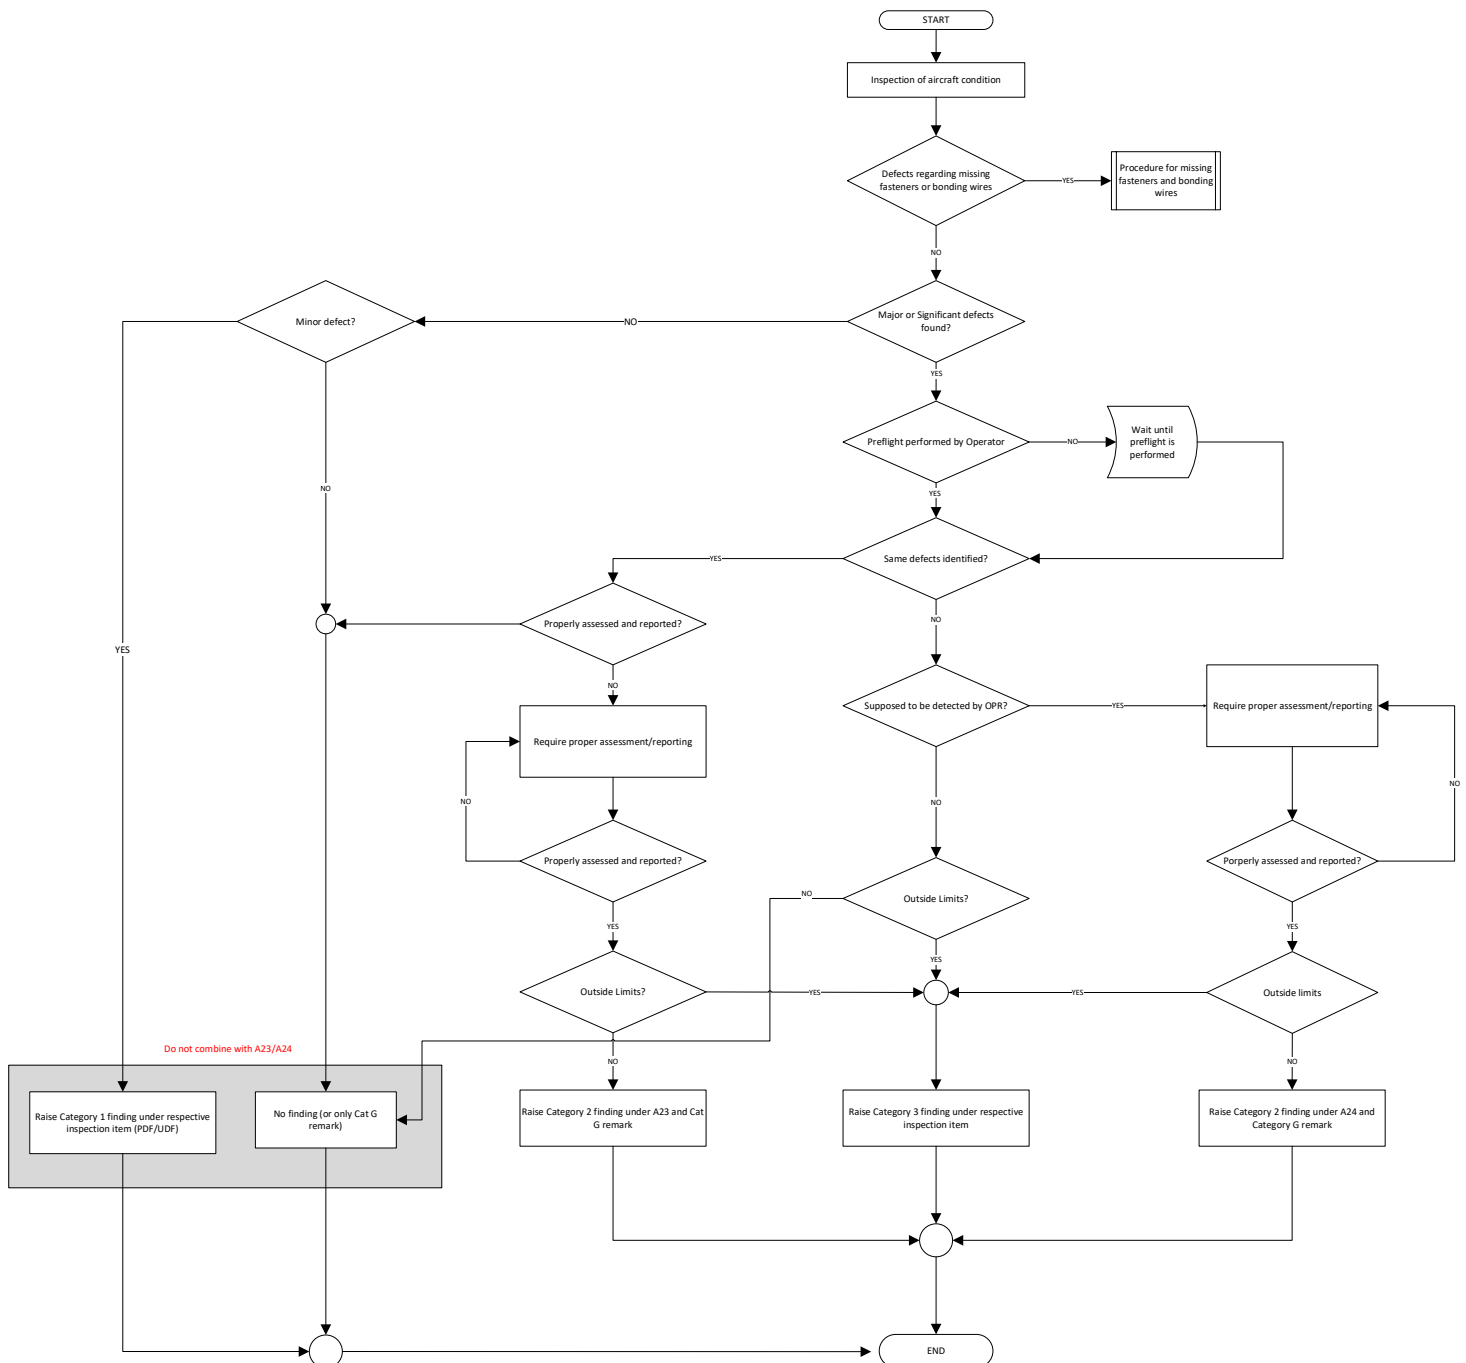 START
Inspection of aircraft condition
Defects regarding missing
fasteners or bonding wires
YES
Procedure for missing
fasteners and bonding
wires
NO
Minor defect?
NO
Major or Significant defects
found?
YES
Preflight performed by Operator
NO
Wait until
preflight is
performed
YES
NO
Same defects identified?
YES
Properly assessed and reported?
NO
YES
NO
Supposed to be detected by OPR?
YES
Require proper assessment/reporting
Require proper assessment/reporting
NO
NO
NO
Properly assessed and reported?
Porperly assessed and reported?
NO
Outside Limits?
YES
YES
YES
Outside Limits?
YES
YES
Outside limits
Do not combine with A23/A24
NO
NO
Raise Category 1 finding under respective
inspection item (PDF/UDF)
No finding (or only Cat G
remark)
Raise Category 2 finding under A23 and Cat
G remark
Raise Category 3 finding under respective
inspection item
Raise Category 2 finding under A24 and
Category G remark
END